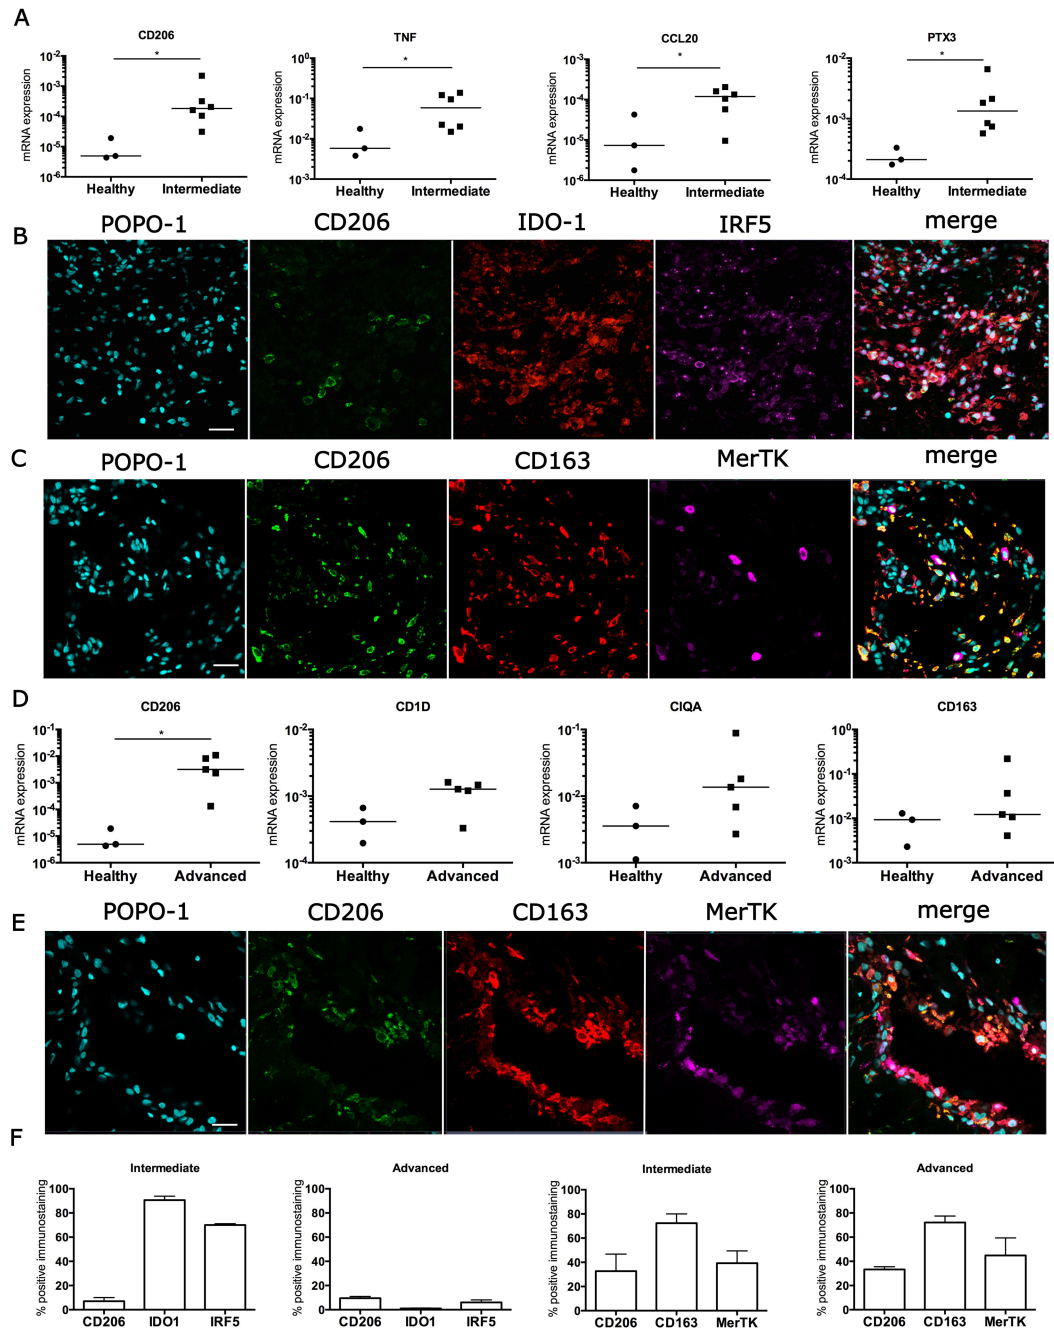 A
CD206 TNF CCL20 PTX3
* * * *
mRNA expression mRNA expression mRNA expression mRNA expression
10-2 10-3 10-4 10-5 10-6
100 10-1 10-2 10-3
10-3 10-4 10-5 10-6
10-2 10-3 10-4
Healthy Intermediate Healthy Intermediate Healthy Intermediate Healthy Intermediate
B
POPO-1 CD206 IDO-1 IRF5 merge
C
POPO-1 CD206 CD163 MerTK merge
D
CD206 CD1D CIQA CD163
*
mRNA expression mRNA expression mRNA expression mRNA expression
10-1 10-2 10-3 10-4 10-5 10-6
10-2 10-3 10-4
10-1 10-2 10-3
100 10-1 10-2 10-3
Healthy Advanced Healthy Advanced Healthy Advanced Healthy Advanced
E
POPO-1 CD206 CD163 MerTK merge
F
Intermediate Advanced Intermediate Advanced
% positive immunostaining % positive immunostaining % positive immunostaining % positive immunostaining
100 100 100 100
80 80 80 80
60 60 60 60
40 40 40 40
20 20 20 20
0 0 0 0
CD206 IDO1 IRF5 CD206 IDO1 IRF5 CD206 CD163 MerTK CD206 CD163 MerTK